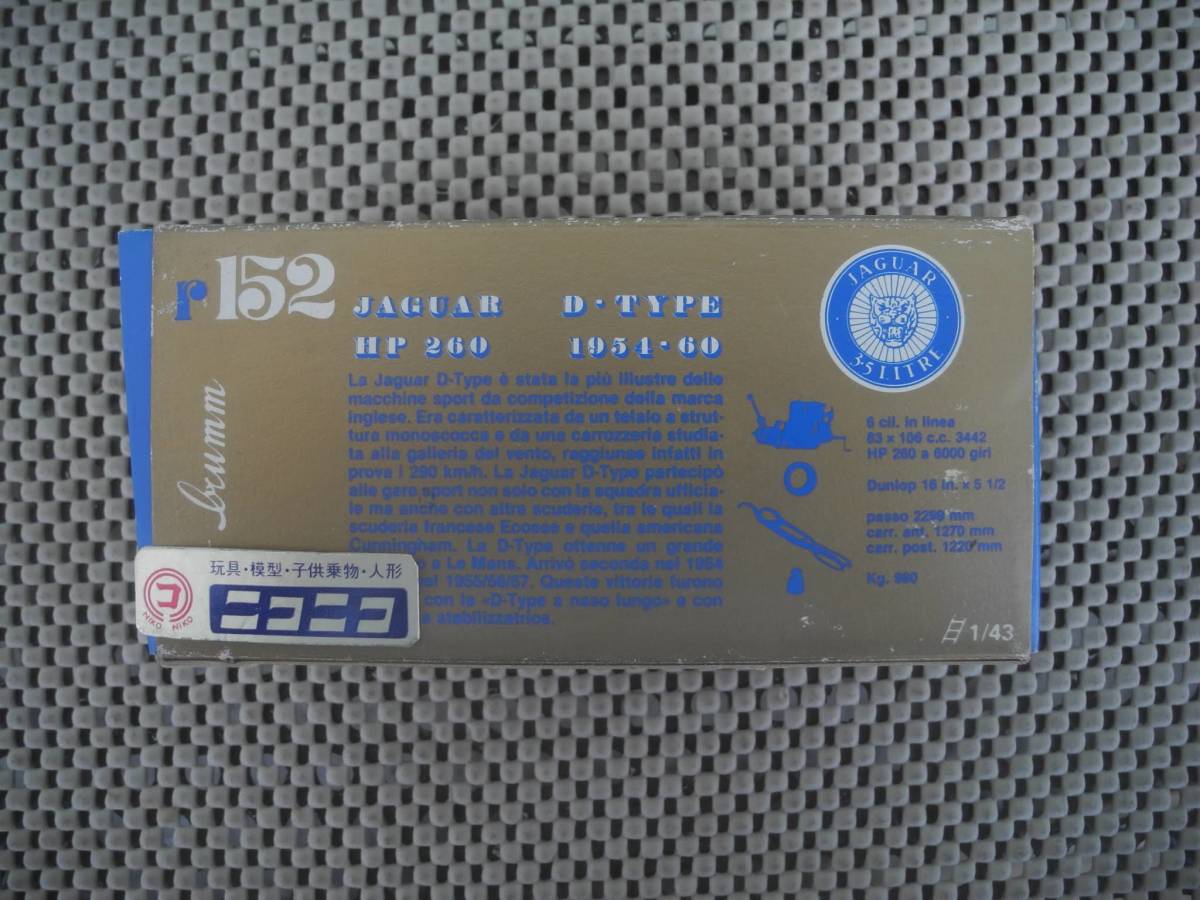 r152
brumm
JAGUAR D·TYPE
HP 260 1954·60
La Jaguar D-Type è stata la più illustre delle
macchine sport da competizione della marca
inglese. Era caratterizzata da un telaio a strut-
tura monoscocca e da una carrozzeria studia-
ta alla galleria del vento, raggiunse infatti in
prova i 290 km/h. La Jaguar D-Type partecipò
alle gare sport non solo con la squadra ufficia-
le ma anche con altre scuderie, tra le quali la
scuderia francese Ecosse e quella americana
Cunningham. La D-Type ottenne un grande
o a Le Mans. Arrivò seconda nel 1954
nel 1955/56/57. Queste vittorie furono
con la «D-Type a naso lungo» e con
a stabilizzatrice.
JAGUAR
3·5 LITRE
6 cil. in linea
83 x 106 c.c. 3442
HP 260 a 6000 giri
Dunlop 16 in. x 5 1/2
passo 2299 mm
carr. ant. 1270 mm
carr. post. 1220 mm
Kg. 990
1/43
玩具・模型・子供乗物・人形
コ
NIKO NIKO
ニコニコ